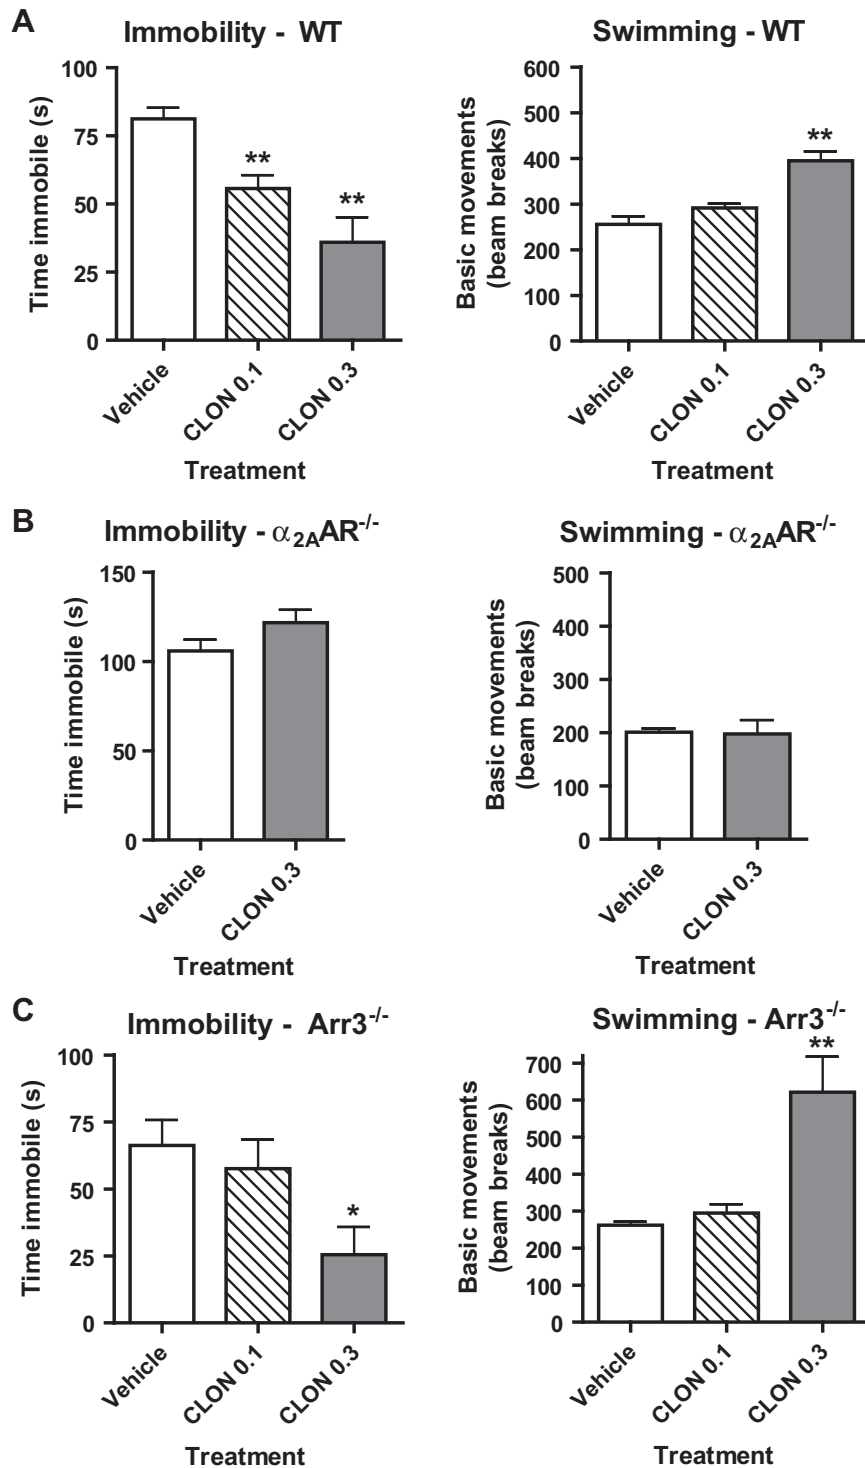 A
Immobility - WT
Time immobile (s)
100
75
50
25
0
**
**
Vehicle
CLON 0.1
CLON 0.3
Treatment
Swimming - WT
Basic movements
(beam breaks)
600
500
400
300
200
100
0
**
Vehicle
CLON 0.1
CLON 0.3
Treatment
B
Immobility - α2AAR-/-
Time immobile (s)
150
100
50
0
Vehicle
CLON 0.3
Treatment
Swimming - α2AAR-/-
Basic movements
(beam breaks)
500
400
300
200
100
0
Vehicle
CLON 0.3
Treatment
C
Immobility - Arr3-/-
Time immobile (s)
100
75
50
25
0
*
Vehicle
CLON 0.1
CLON 0.3
Treatment
Swimming - Arr3-/-
Basic movements
(beam breaks)
700
600
500
400
300
200
100
0
**
Vehicle
CLON 0.1
CLON 0.3
Treatment